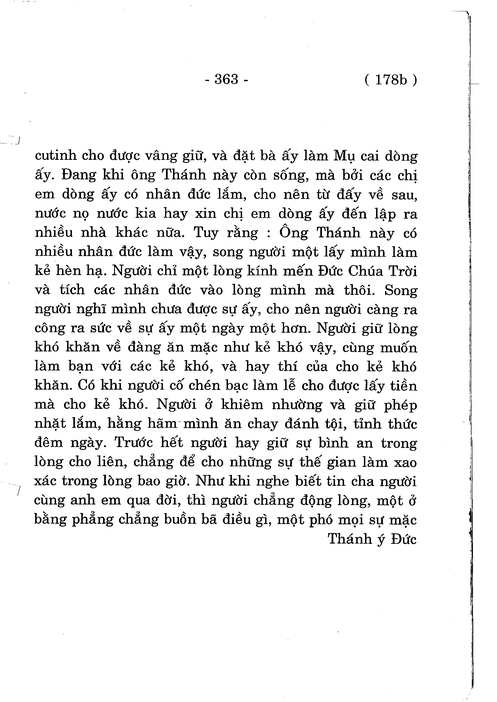 - 363 - ( 178b )
cutinh cho được vâng giữ, và đặt bà ấy làm Mụ cai dòng
ấy. Đang khi ông Thánh này còn sống, mà bởi các chị
em dòng ấy có nhân đức lắm, cho nên từ đấy về sau,
nước nọ nước kia hay xin chị em dòng ấy đến lập ra
nhiều nhà khác nữa. Tuy rằng : Ông Thánh này có
nhiều nhân đức làm vậy, song người một lấy mình làm
kẻ hèn hạ. Người chỉ một lòng kính mến Đức Chúa Trời
và tích các nhân đức vào lòng mình mà thôi. Song
người nghĩ mình chưa được sự ấy, cho nên người càng ra
công ra sức về sự ấy một ngày một hơn. Người giữ lòng
khó khăn về đàng ăn mặc như kẻ khó vậy, cùng muốn
làm bạn với các kẻ khó, và hay thí của cho kẻ khó
khăn. Có khi người cố chén bạc làm lễ cho được lấy tiền
mà cho kẻ khó. Người ở khiêm nhường và giữ phép
nhặt lắm, hằng hãm mình ăn chay đánh tội, tỉnh thức
đêm ngày. Trước hết người hay giữ sự bình an trong
lòng cho liên, chẳng để cho những sự thế gian làm xao
xác trong lòng bao giờ. Như khi nghe biết tin cha người
cùng anh em qua đời, thì người chẳng động lòng, một ở
bằng phẳng chẳng buồn bã điều gì, một phó mọi sự mặc
Thánh ý Đức